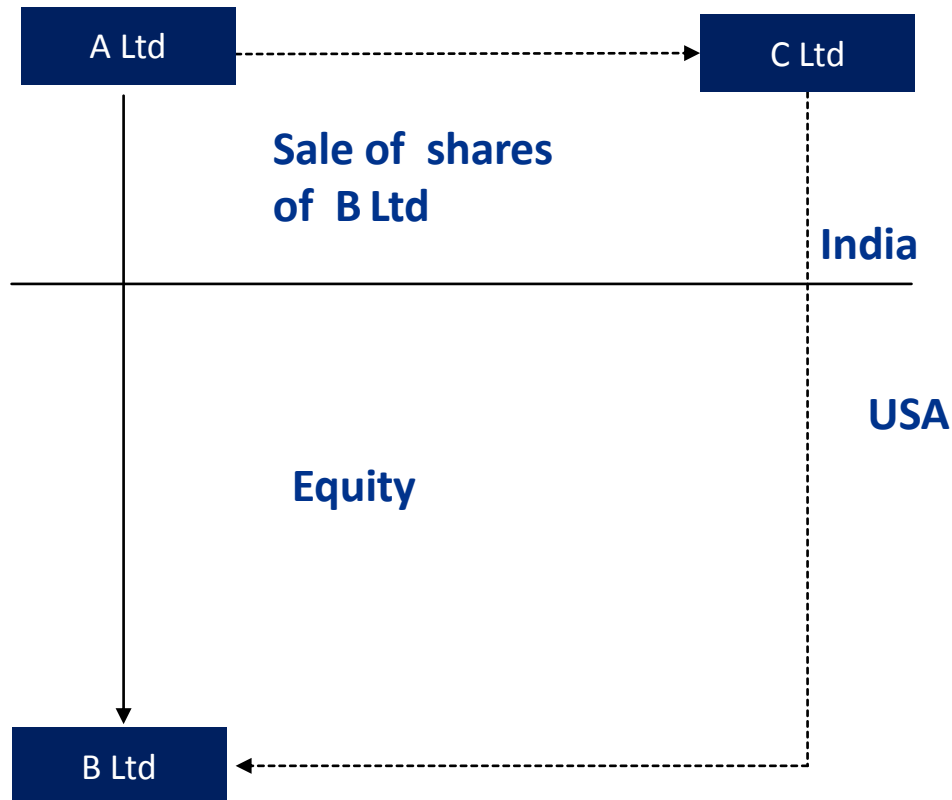 A Ltd
C Ltd
Sale of shares
of B Ltd
India
USA
Equity
B Ltd